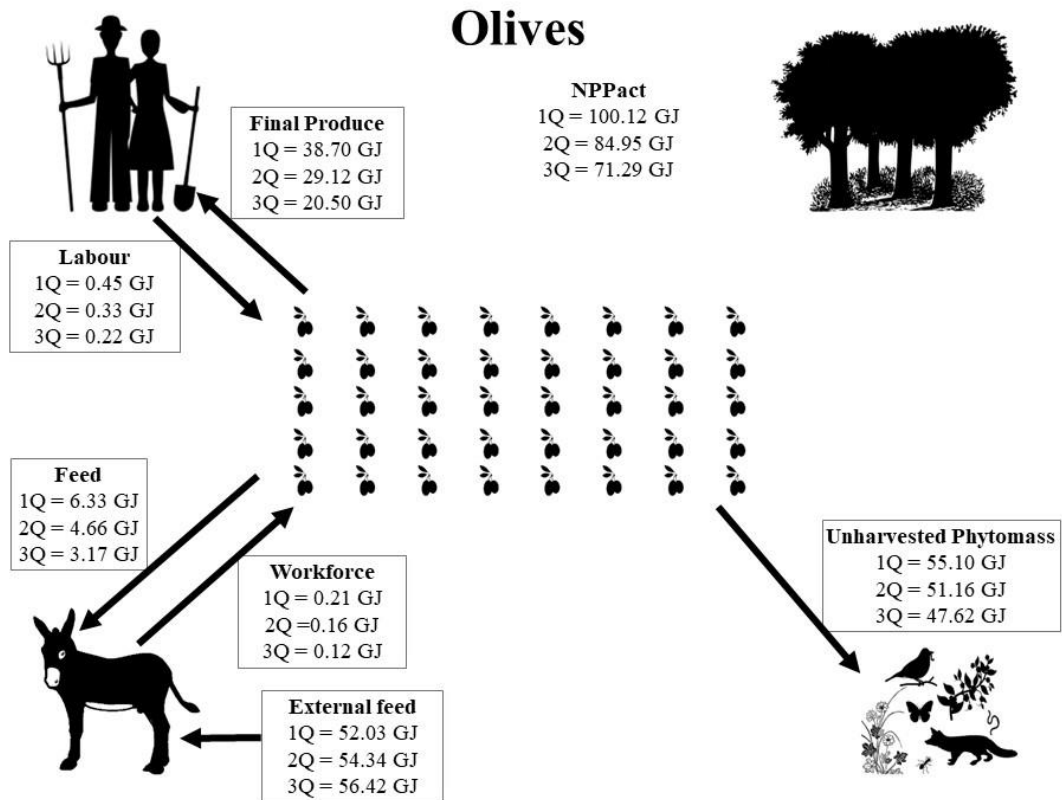 Olives
NPPact
1Q = 100.12 GJ
2Q = 84.95 GJ
3Q = 71.29 GJ
Final Produce
1Q = 38.70 GJ
2Q = 29.12 GJ
3Q = 20.50 GJ
Labour
1Q = 0.45 GJ
2Q = 0.33 GJ
3Q = 0.22 GJ
Feed
1Q = 6.33 GJ
2Q = 4.66 GJ
3Q = 3.17 GJ
Workforce
1Q = 0.21 GJ
2Q =0.16 GJ
3Q = 0.12 GJ
Unharvested Phytomass
1Q = 55.10 GJ
2Q = 51.16 GJ
3Q = 47.62 GJ
External feed
1Q = 52.03 GJ
2Q = 54.34 GJ
3Q = 56.42 GJ